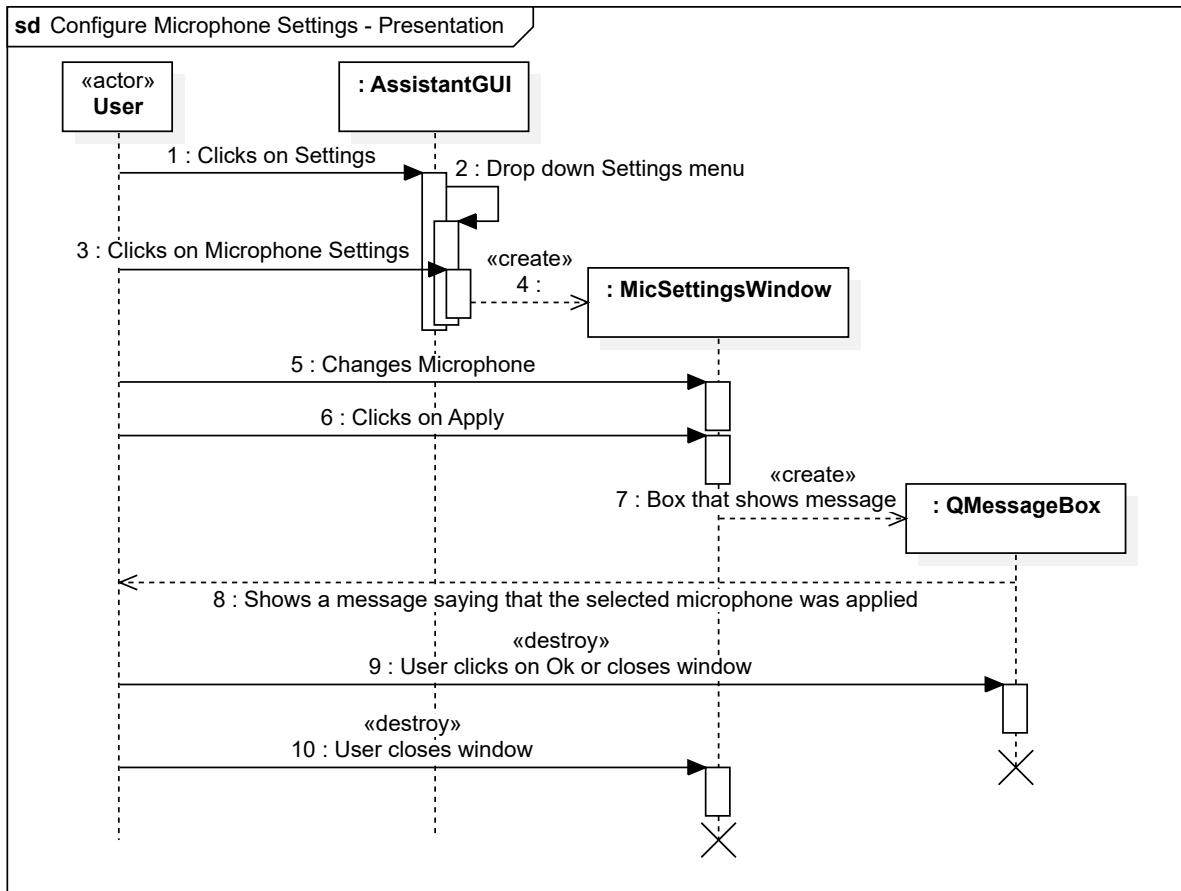 sd Configure Microphone Settings - Presentation
«actor»
User
: AssistantGUI
1 : Clicks on Settings
2 : Drop down Settings menu
3 : Clicks on Microphone Settings
«create»
4 :
: MicSettingsWindow
5 : Changes Microphone
6 : Clicks on Apply
«create»
7 : Box that shows message
: QMessageBox
8 : Shows a message saying that the selected microphone was applied
«destroy»
9 : User clicks on Ok or closes window
«destroy»
10 : User closes window